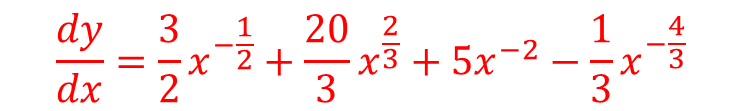 dy/dx = 3/2 x^(-1/2) + 20/3 x^(2/3) + 5x^(-2) − 1/3 x^(-4/3)